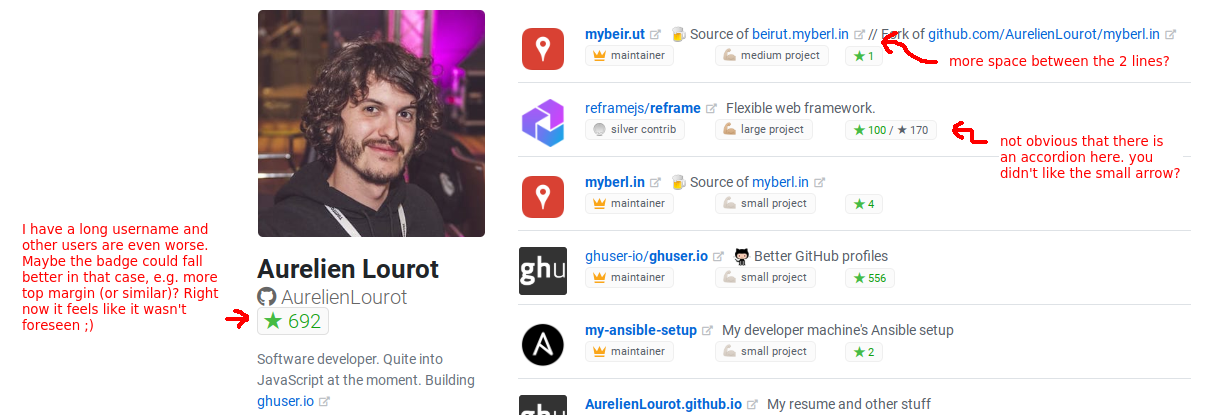 mybeir.ut 🍺 Source of beirut.myberl.in // Fork of github.com/AurelienLourot/myberl.in
maintainer medium project ★ 1
more space between the 2 lines?
reframejs/reframe Flexible web framework.
silver contrib large project ★ 100 / ★ 170
not obvious that there is
an accordion here. you
didn't like the small arrow?
myberl.in 🍺 Source of myberl.in
maintainer small project ★ 4
I have a long username and
other users are even worse.
Maybe the badge could fall
better in that case, e.g. more
top margin (or similar)? Right
now it feels like it wasn't
foreseen ;)
Aurelien Lourot
AurelienLourot
★ 692
Software developer. Quite into
JavaScript at the moment. Building
ghuser.io
ghu
ghuser-io/ghuser.io Better GitHub profiles
maintainer small project ★ 556
A
my-ansible-setup My developer machine's Ansible setup
maintainer small project ★ 2
ghu
AurelienLourot.github.io My resume and other stuff